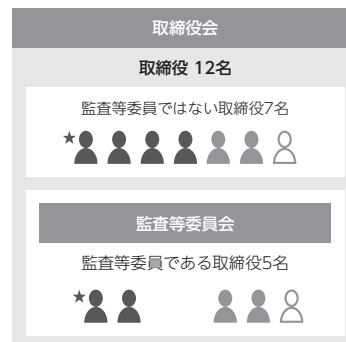 取締役会
取締役 12名
監査等委員ではない取締役7名
★
監査等委員会
監査等委員である取締役5名
★